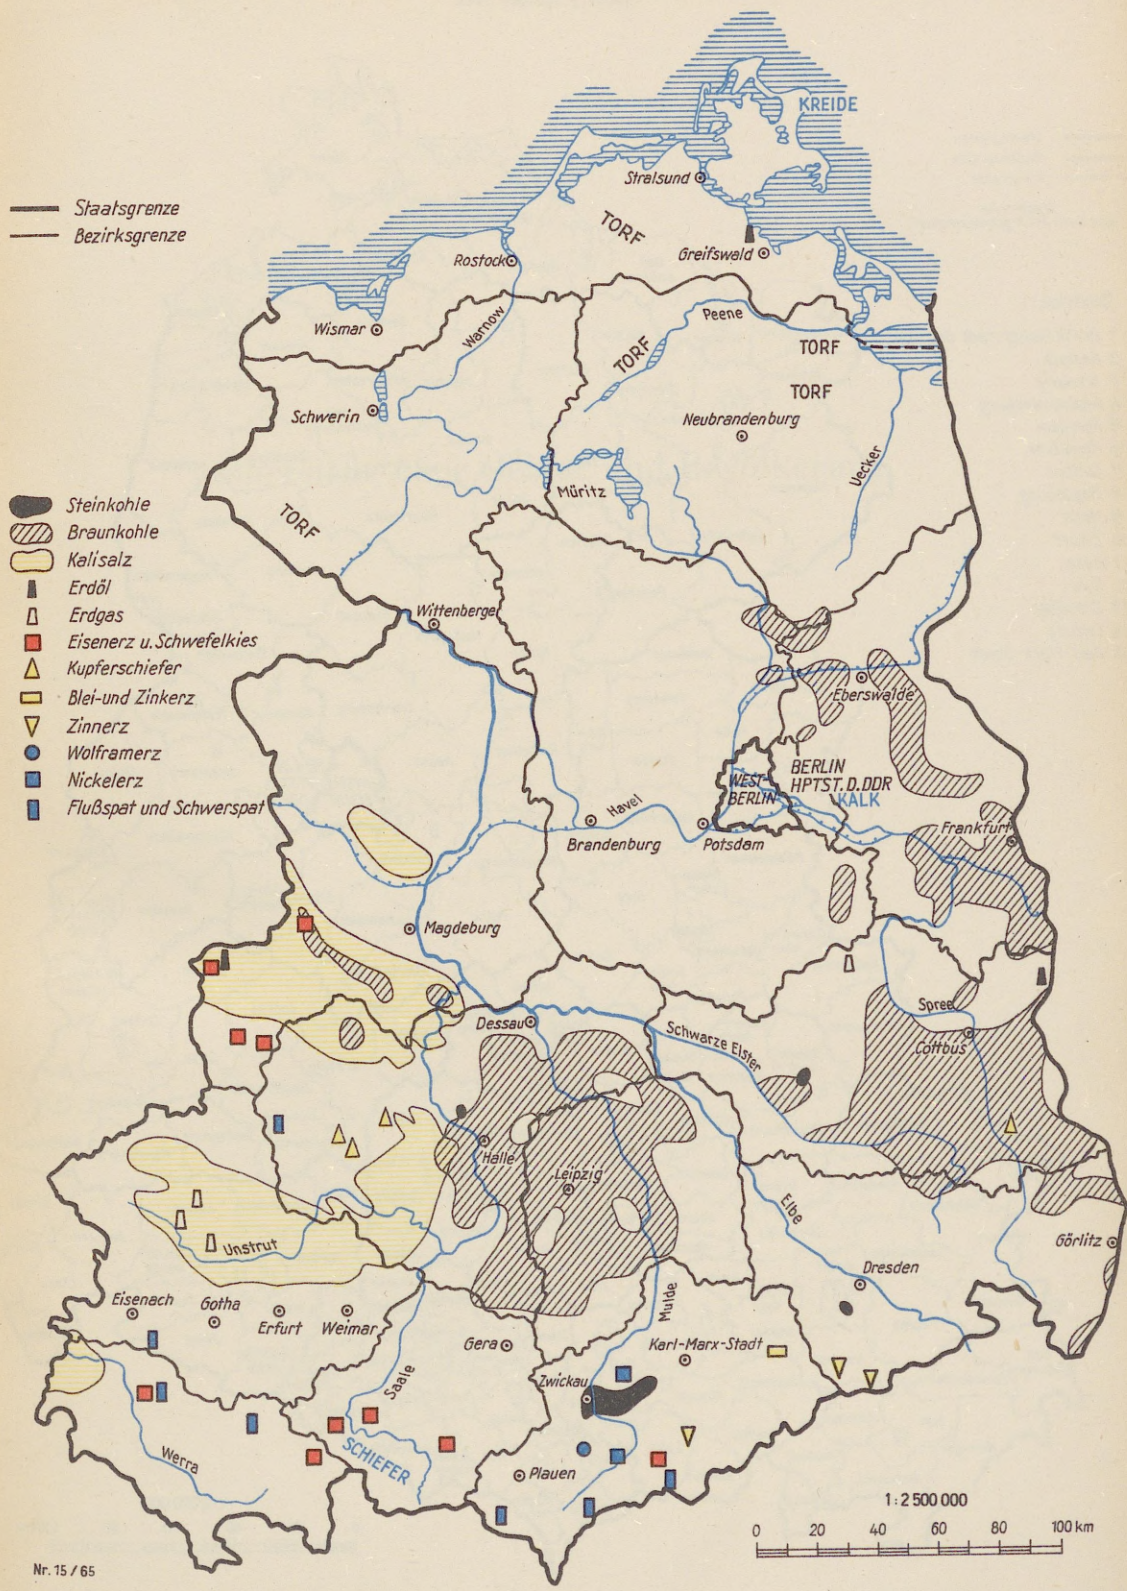 KREIDE
Stralsund
Staatsgrenze
Bezirksgrenze
TORF
Greifswald
Rostock
Wismar
Warnow
Peene
TORF
TORF
TORF
Schwerin
Neubrandenburg
Uecker
Müritz
TORF
Steinkohle
Braunkohle
Kalisalz
Erdöl
Erdgas
Eisenerz u. Schwefelkies
Kupferschiefer
Blei-und Zinkerz
Zinnerz
Wolframerz
Nickelerz
Flußspat und Schwerspat
Wittenberge
Eberswalde
BERLIN
HPTST. D. DDR
WEST-
BERLIN
KALK
Havel
Brandenburg
Potsdam
Frankfurt
Magdeburg
Spree
Dessau
Schwarze Elster
Cottbus
Halle
Leipzig
Elbe
Unstrut
Görlitz
Dresden
Eisenach
Gotha
Erfurt
Weimar
Gera
Mulde
Karl-Marx-Stadt
Zwickau
Saale
SCHIEFER
Werra
Plauen
1:2500000
0 20 40 60 80 100 km
Nr. 15/65